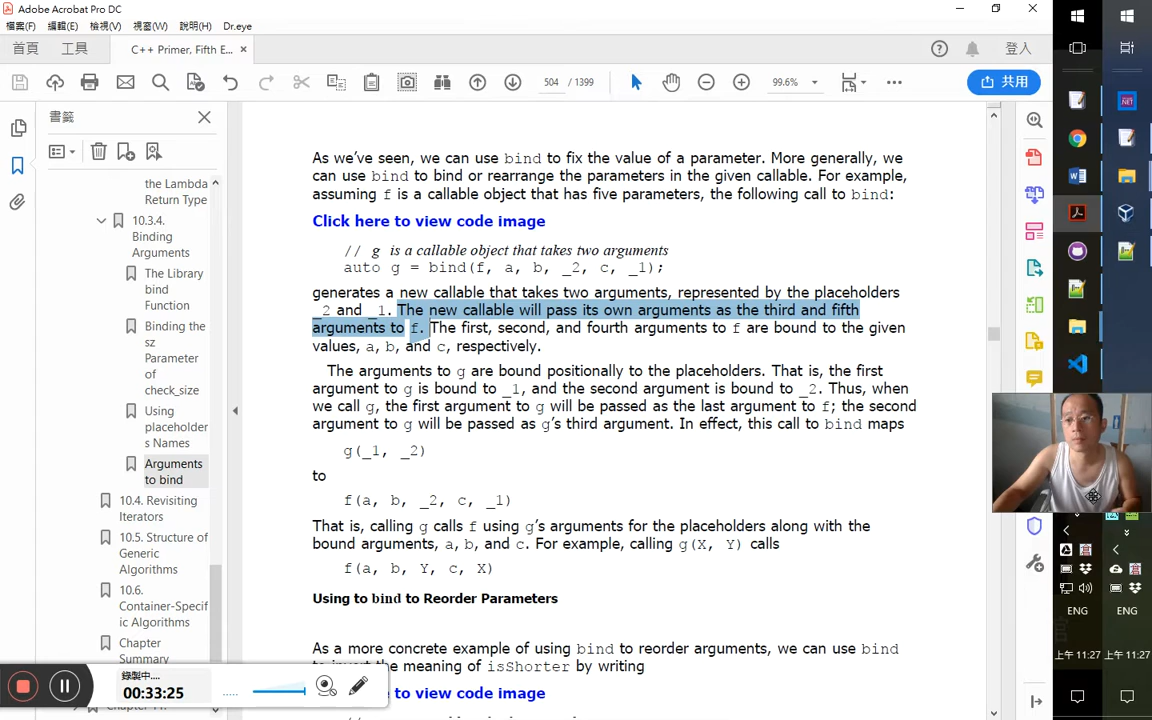 Adobe Acrobat Pro DC
檔案(F) 編輯(E) 檢視(V) 視窗(W) 說明(H) Dr.eye
首頁 工具 C++ Primer, Fifth E... × 登入
504 / 1399 99.6% 共用
書籤
the Lambda
Return Type
10.3.4.
Binding
Arguments
The Library
bind
Function
Binding the
sz
Parameter
of
check_size
Using
placeholder
s Names
Arguments
to bind
10.4. Revisiting
Iterators
10.5. Structure of
Generic
Algorithms
10.6.
Container-Specif
ic Algorithms
Chapter
Summary
As we've seen, we can use bind to fix the value of a parameter. More generally, we
can use bind to bind or rearrange the parameters in the given callable. For example,
assuming f is a callable object that has five parameters, the following call to bind:
Click here to view code image
// g is a callable object that takes two arguments
auto g = bind(f, a, b, _2, c, _1);
generates a new callable that takes two arguments, represented by the placeholders
_2 and _1. The new callable will pass its own arguments as the third and fifth
arguments to f. The first, second, and fourth arguments to f are bound to the given
values, a, b, and c, respectively.
The arguments to g are bound positionally to the placeholders. That is, the first
argument to g is bound to _1, and the second argument is bound to _2. Thus, when
we call g, the first argument to g will be passed as the last argument to f; the second
argument to g will be passed as g's third argument. In effect, this call to bind maps
g(_1, _2)
to
f(a, b, _2, c, _1)
That is, calling g calls f using g's arguments for the placeholders along with the
bound arguments, a, b, and c. For example, calling g(X, Y) calls
f(a, b, Y, c, X)
Using to bind to Reorder Parameters
As a more concrete example of using bind to reorder arguments, we can use bind
the meaning of isShorter by writing
to view code image
錄製中....
00:33:25
.NET
ENG ENG
上午 11:27 上午 11:27